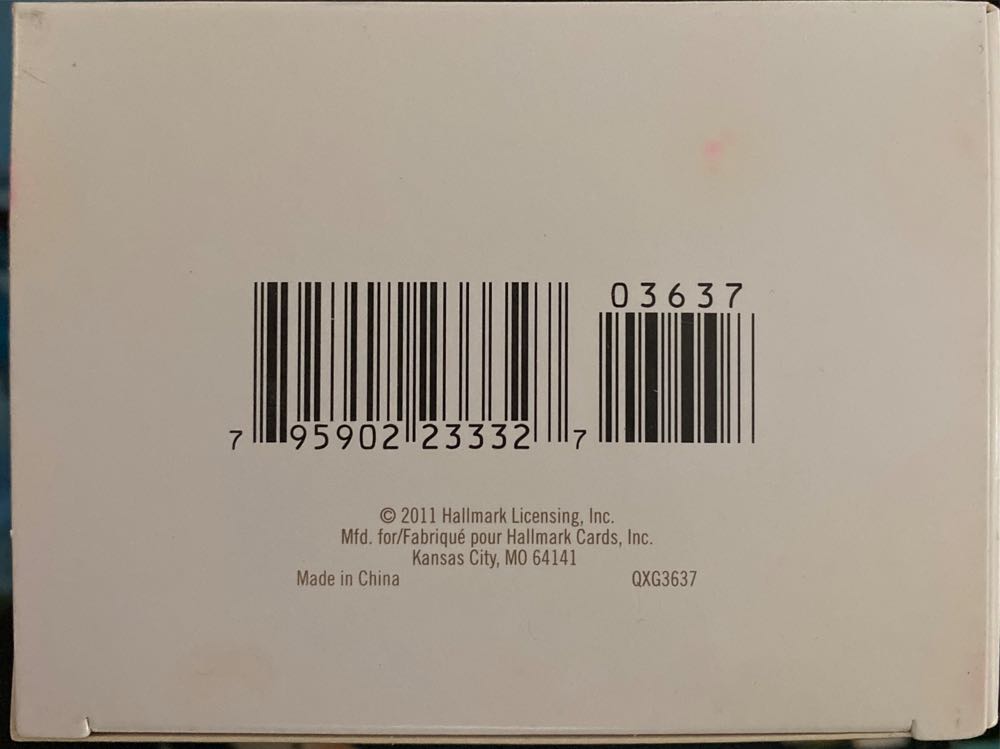 03637
7 95902 23332 7
© 2011 Hallmark Licensing, Inc.
Mfd. for/Fabriqué pour Hallmark Cards, Inc.
Kansas City, MO 64141
Made in China QXG3637